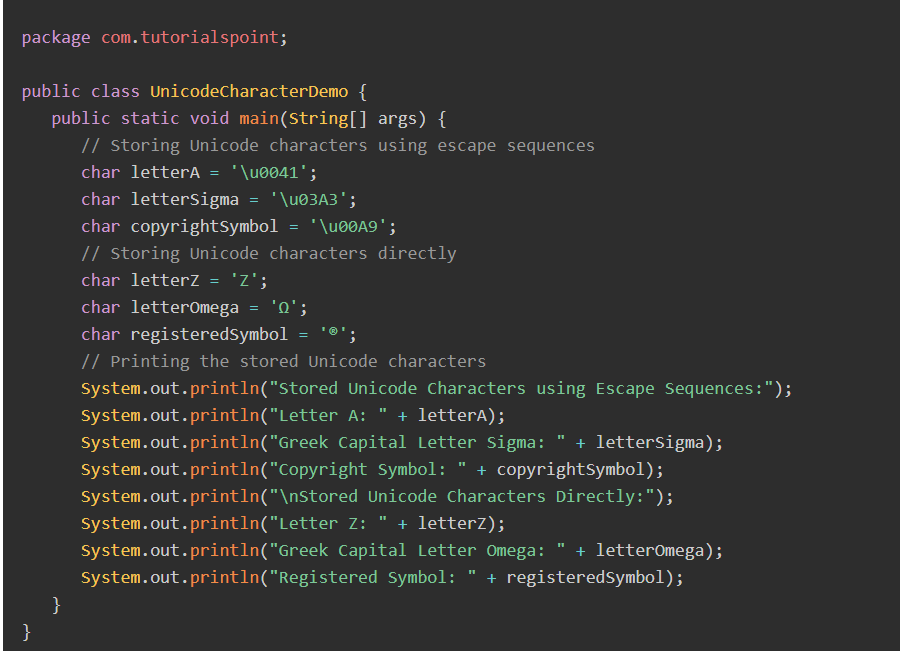 package com.tutorialspoint;
public class UnicodeCharacterDemo {
public static void main(String[] args) {
// Storing Unicode characters using escape sequences
char letterA = '\u0041';
char letterSigma = '\u03A3';
char copyrightSymbol = '\u00A9';
// Storing Unicode characters directly
char letterZ = 'Z';
char letterOmega = 'Ω';
char registeredSymbol = '®';
// Printing the stored Unicode characters
System.out.println("Stored Unicode Characters using Escape Sequences:");
System.out.println("Letter A: " + letterA);
System.out.println("Greek Capital Letter Sigma: " + letterSigma);
System.out.println("Copyright Symbol: " + copyrightSymbol);
System.out.println("\nStored Unicode Characters Directly:");
System.out.println("Letter Z: " + letterZ);
System.out.println("Greek Capital Letter Omega: " + letterOmega);
System.out.println("Registered Symbol: " + registeredSymbol);
}
}